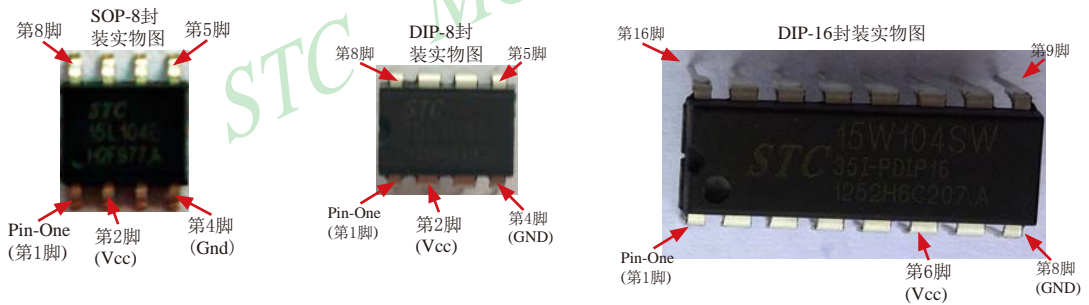 SOP-8封
装实物图
第8脚
第5脚
STC
15L104E
Pin-One
(第1脚)
第2脚
(Vcc)
第4脚
(Gnd)
STC MC
DIP-8封
装实物图
第8脚
第5脚
STC
第1脚
第2脚
(Vcc)
第4脚
(GND)
DIP-16封装实物图
第16脚
第9脚
STC
15W104SW
35I-PDIP16
1252H6C207.A
Pin-One
(第1脚)
第6脚
(Vcc)
第8脚
(GND)